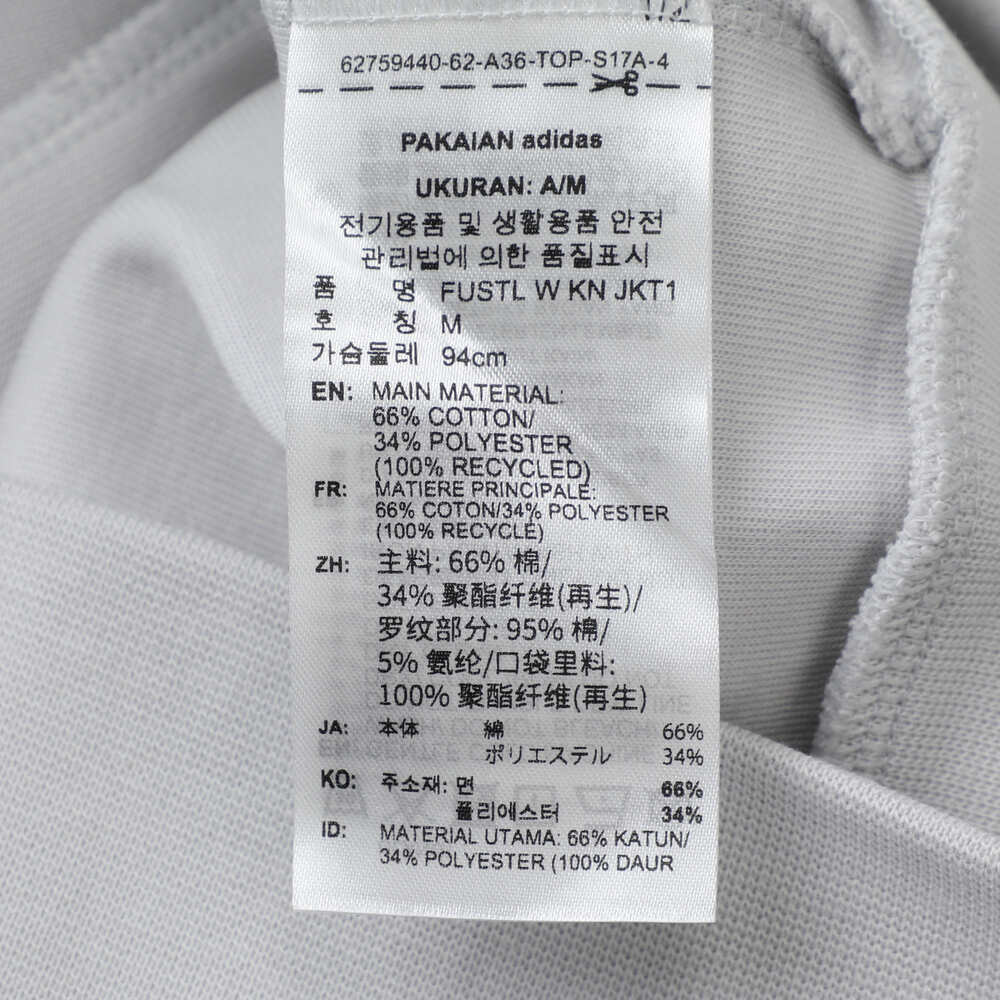 62759440-62-A36-TOP-S17A-4
PAKAIAN adidas
UKURAN: A/M
전기용품 및 생활용품 안전
관리법에 의한 품질표시
품 명 FUSTL W KN JKT1
호 칭 M
가슴둘레 94cm
EN: MAIN MATERIAL:
66% COTTON/
34% POLYESTER
(100% RECYCLED)
FR: MATIERE PRINCIPALE:
66% COTON/34% POLYESTER
(100% RECYCLE)
ZH: 主料: 66% 棉/
34% 聚酯纤维(再生)/
罗纹部分: 95% 棉/
5% 氨纶/口袋里料:
100% 聚酯纤维(再生)
JA: 本体 綿 66%
ポリエステル 34%
KO: 주소재: 면 66%
폴리에스터 34%
ID: MATERIAL UTAMA: 66% KATUN/
34% POLYESTER (100% DAUR